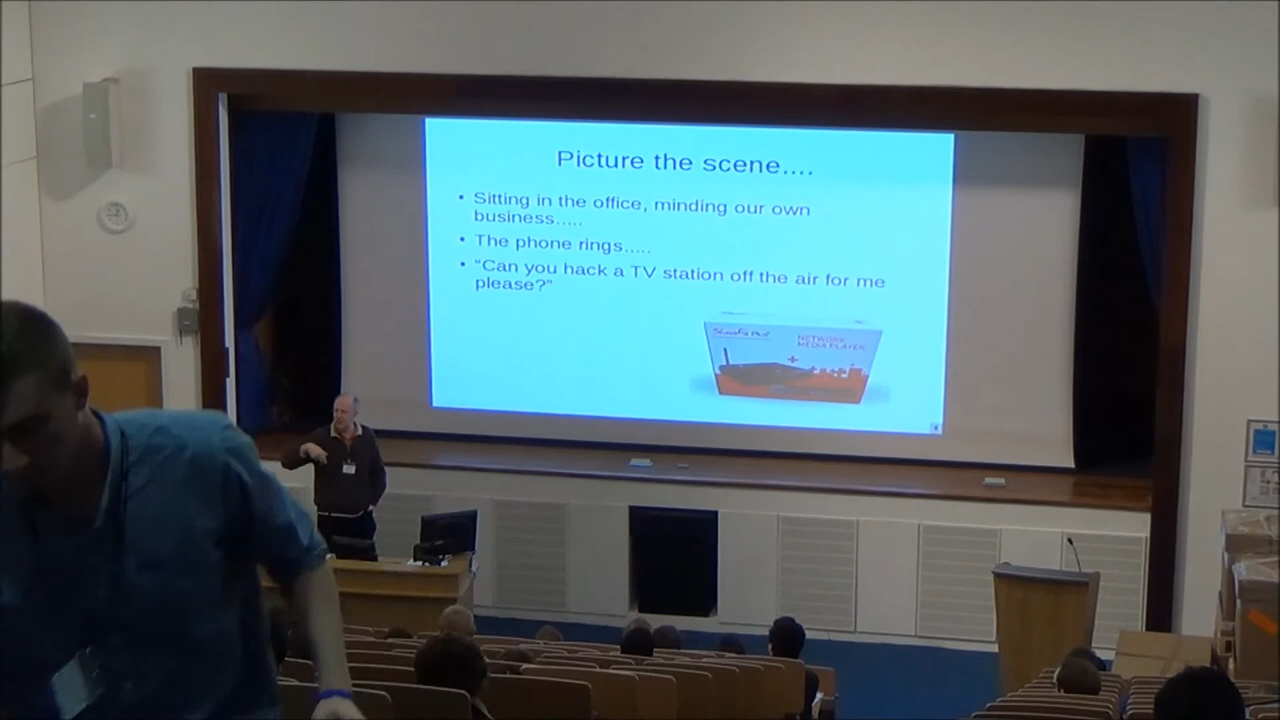 Picture the scene....
• Sitting in the office, minding our own
business.....
• The phone rings.....
• "Can you hack a TV station off the air for me
please?"
NETWORK
MEDIA PLAYER